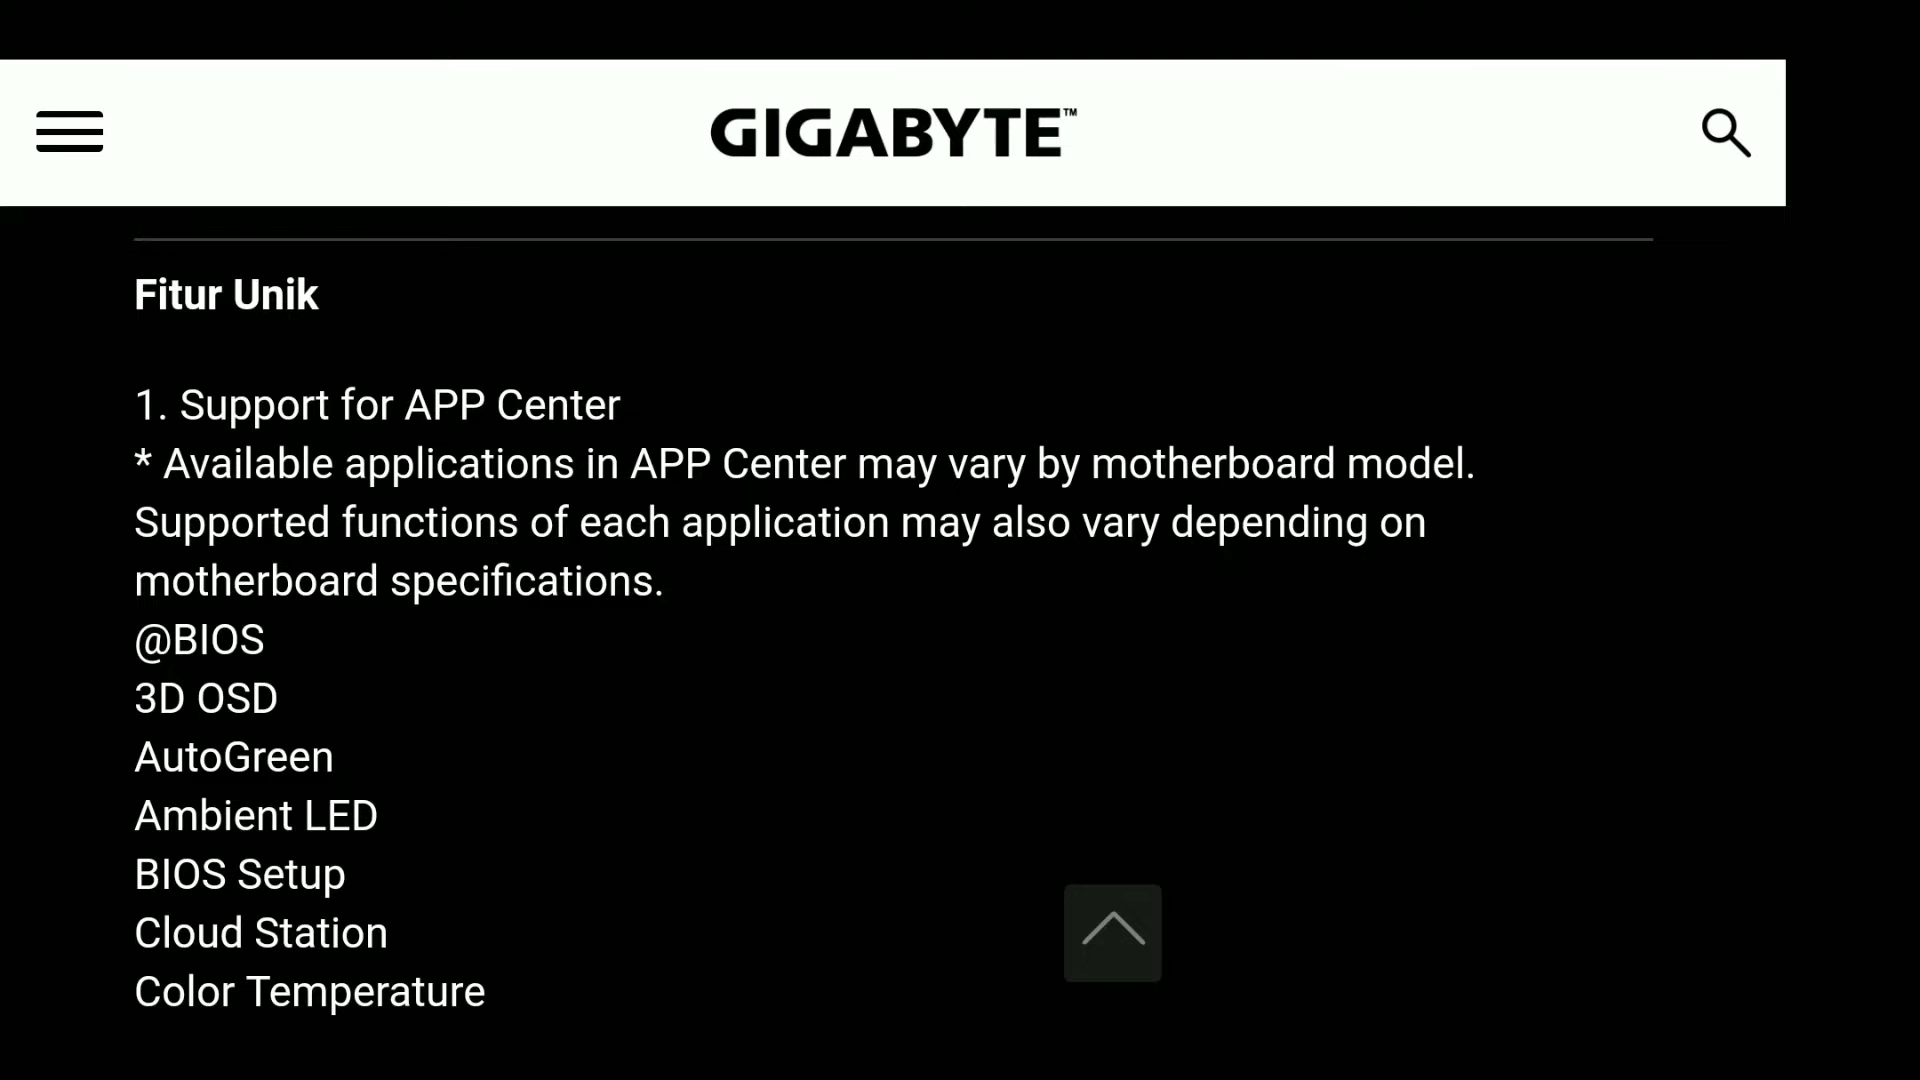 GIGABYTE™
Fitur Unik
1. Support for APP Center
* Available applications in APP Center may vary by motherboard model.
Supported functions of each application may also vary depending on
motherboard specifications.
@BIOS
3D OSD
AutoGreen
Ambient LED
BIOS Setup
Cloud Station
Color Temperature